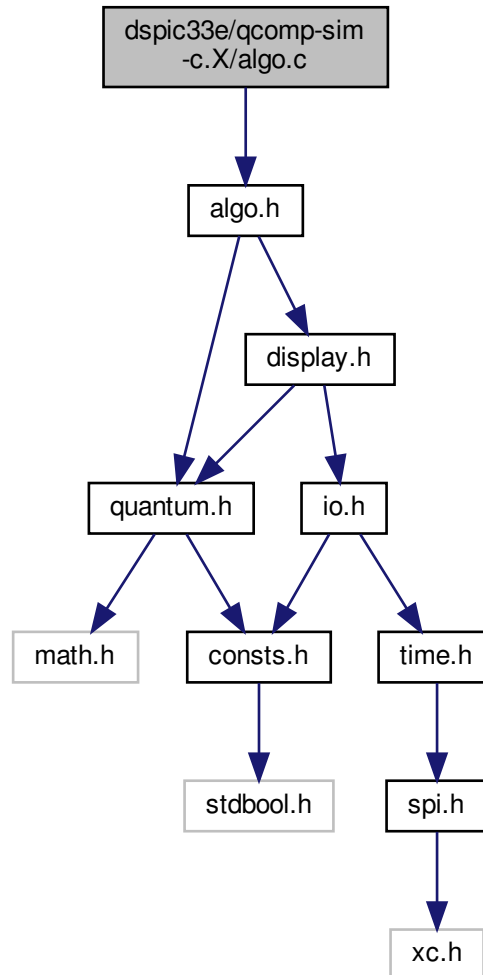 dspic33e/qcomp-sim
-c.X/algo.c
algo.h
display.h
quantum.h
io.h
math.h
consts.h
time.h
stdbool.h
spi.h
xc.h